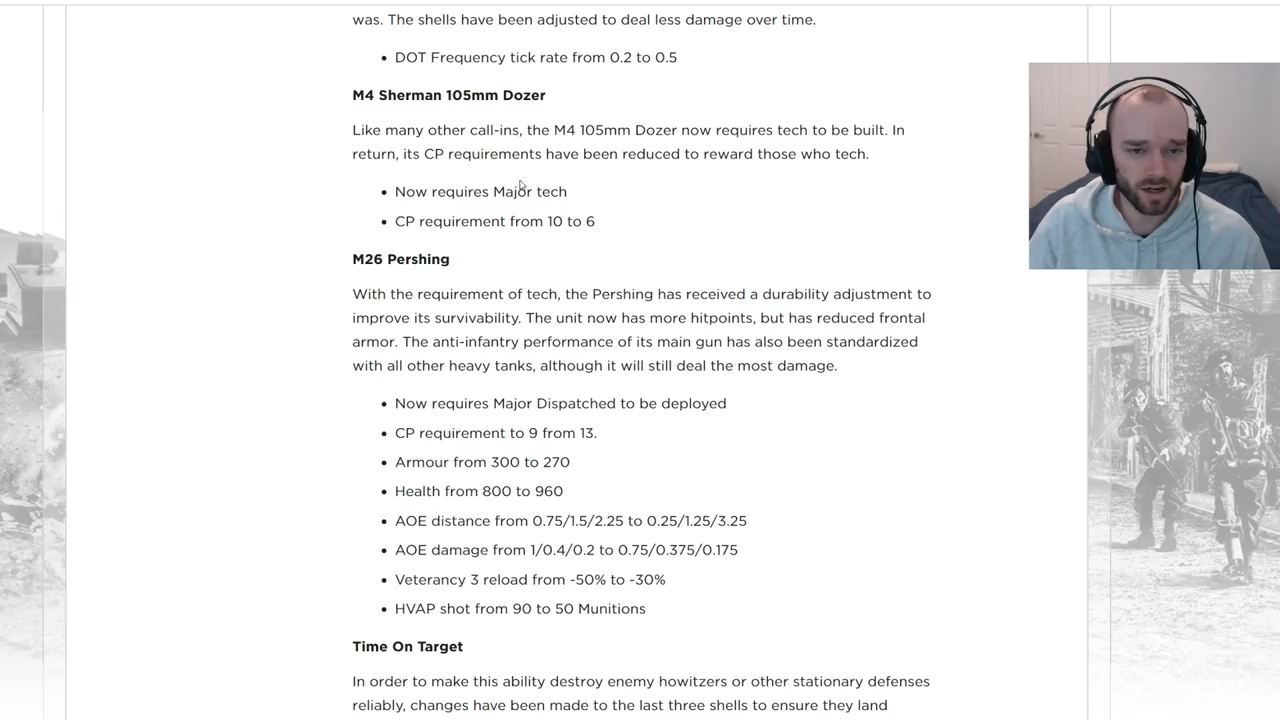 was. The shells have been adjusted to deal less damage over time.
• DOT Frequency tick rate from 0.2 to 0.5
M4 Sherman 105mm Dozer
Like many other call-ins, the M4 105mm Dozer now requires tech to be built. In
return, its CP requirements have been reduced to reward those who tech.
• Now requires Major tech
• CP requirement from 10 to 6
M26 Pershing
With the requirement of tech, the Pershing has received a durability adjustment to
improve its survivability. The unit now has more hitpoints, but has reduced frontal
armor. The anti-infantry performance of its main gun has also been standardized
with all other heavy tanks, although it will still deal the most damage.
• Now requires Major Dispatched to be deployed
• CP requirement to 9 from 13.
• Armour from 300 to 270
• Health from 800 to 960
• AOE distance from 0.75/1.5/2.25 to 0.25/1.25/3.25
• AOE damage from 1/0.4/0.2 to 0.75/0.375/0.175
• Veterancy 3 reload from -50% to -30%
• HVAP shot from 90 to 50 Munitions
Time On Target
In order to make this ability destroy enemy howitzers or other stationary defenses
reliably, changes have been made to the last three shells to ensure they land